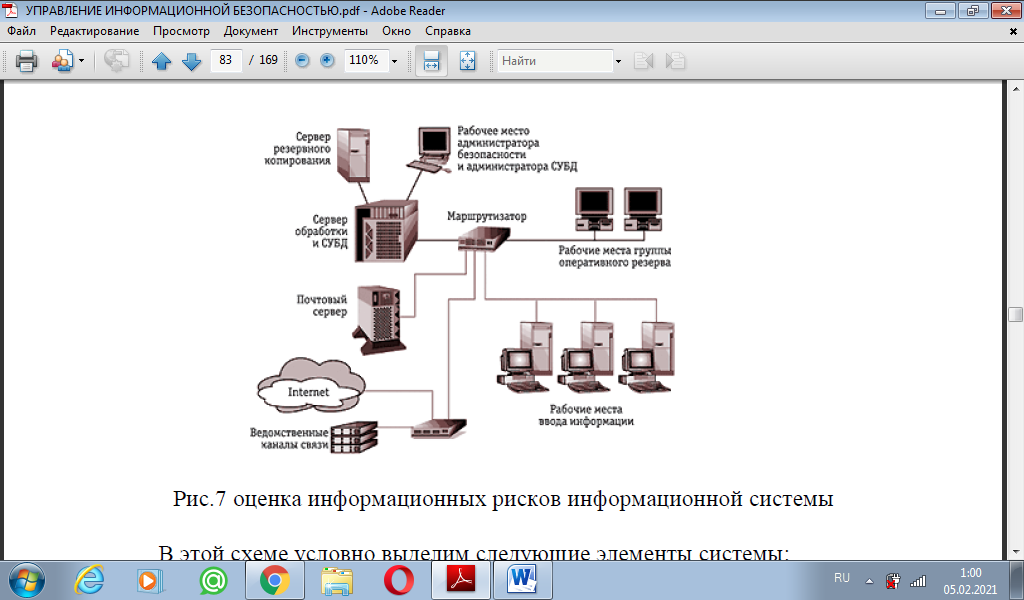 УПРАВЛЕНИЕ ИНФОРМАЦИОННОЙ БЕЗОПАСНОСТЬЮ.pdf - Adobe Reader
Файл Редактирование Просмотр Документ Инструменты Окно Справка
83 / 169 110% Найти
Сервер
резервного
копирования
Рабочее место
администратора
безопасности
и администратора СУБД
Сервер
обработки
и СУБД
Маршрутизатор
Рабочие места группы
оперативного резерва
Почтовый
сервер
Internet
Ведомственные
каналы связи
Рабочие места
ввода информации
Рис.7 оценка информационных рисков информационной системы
В этой схеме условно выделим следующие элементы системы:
RU
1:00
05.02.2021